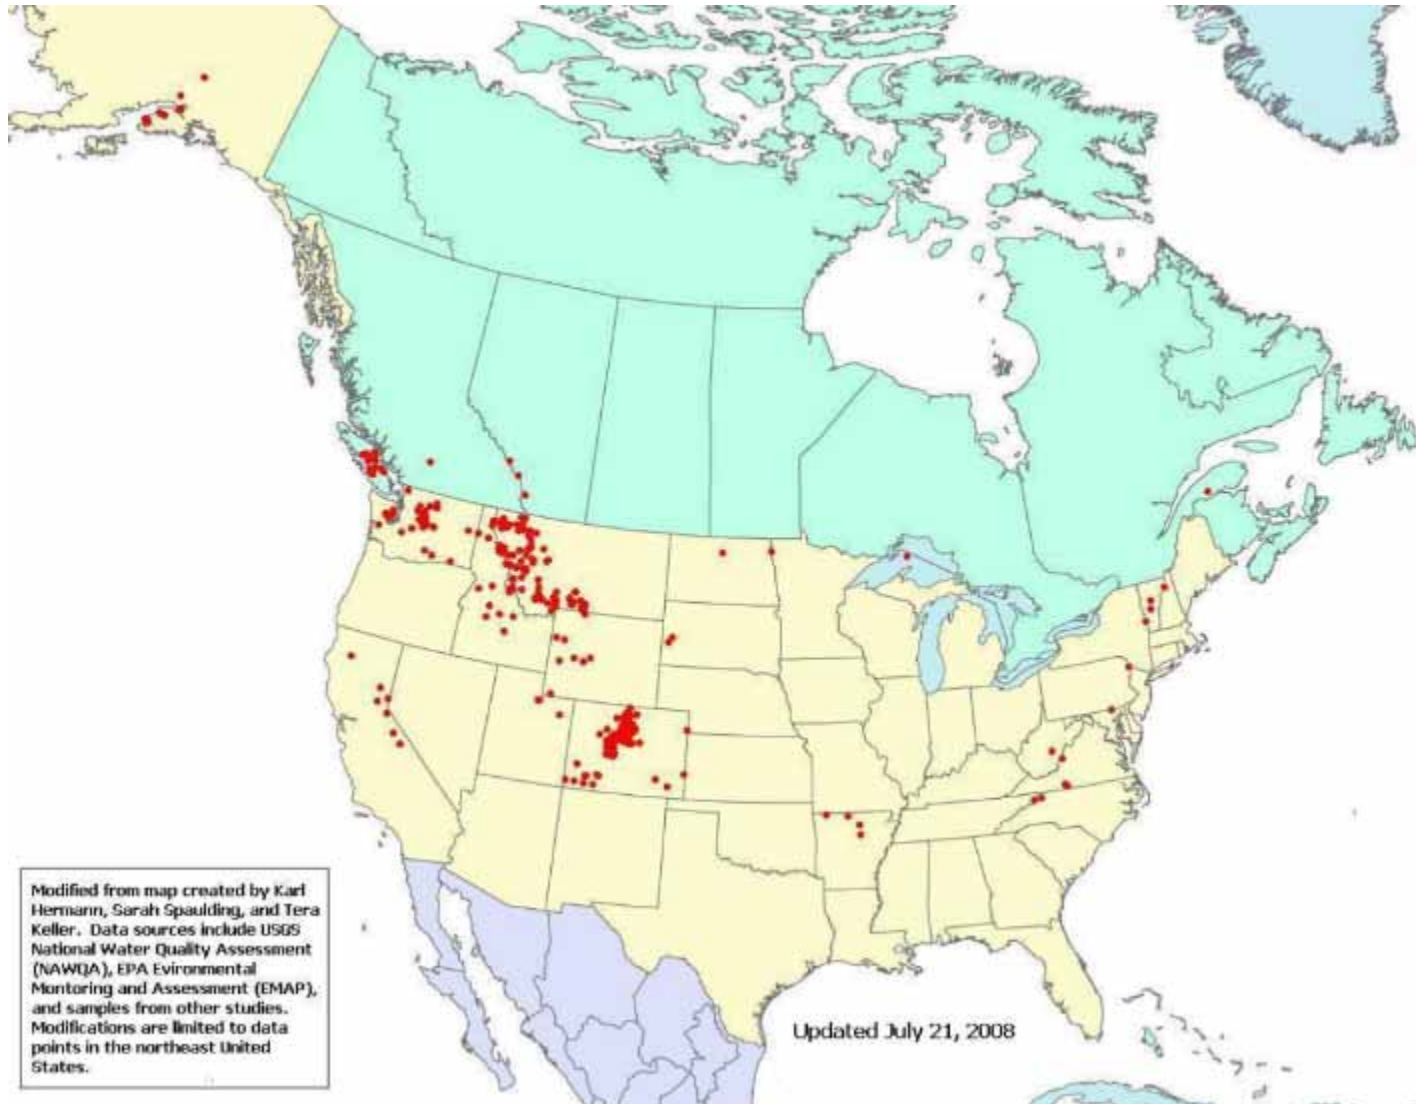 Modified from map created by Karl
Hermann, Sarah Spaulding, and Tera
Keller. Data sources include USGS
National Water Quality Assessment
(NAWQA), EPA Evironmental
Montoring and Assessment (EMAP),
and samples from other studies.
Modifications are limited to data
points in the northeast United
States.
Updated July 21, 2008